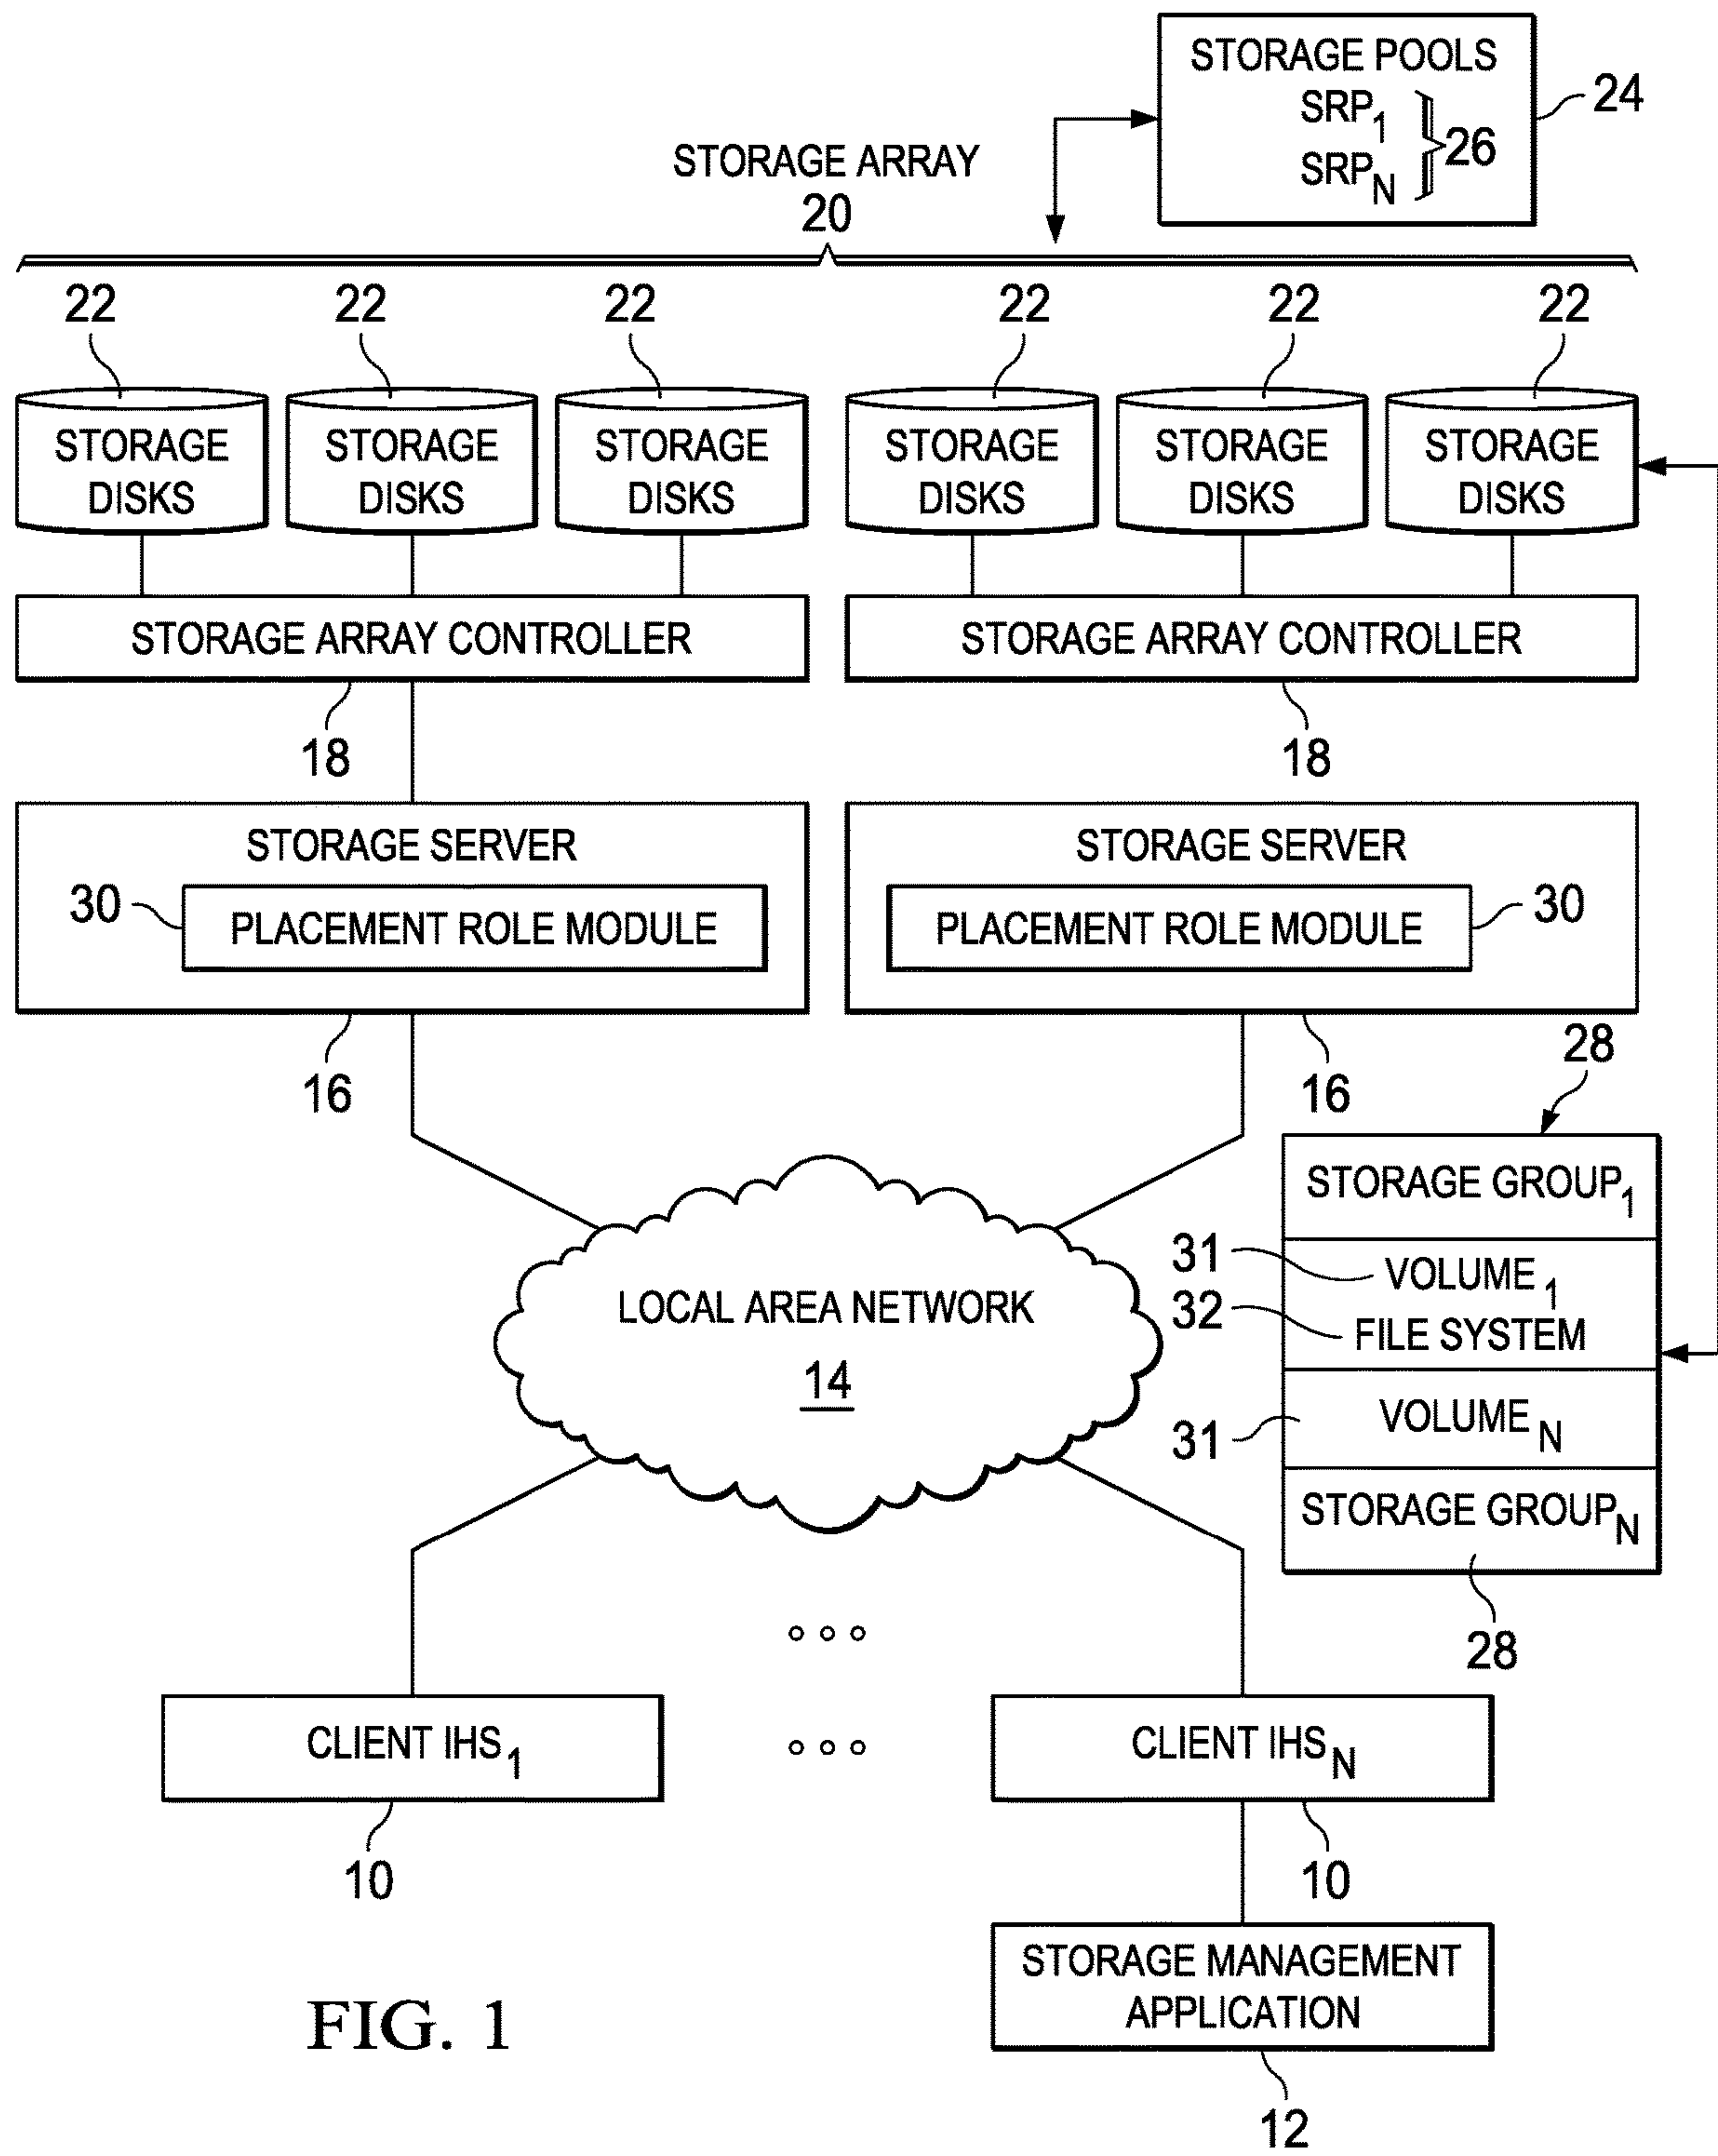 STORAGE POOLS
SRP1
SRPN
26
24
STORAGE ARRAY
20
22 22 22 22 22 22
STORAGE DISKS
STORAGE DISKS
STORAGE DISKS
STORAGE DISKS
STORAGE DISKS
STORAGE DISKS
STORAGE ARRAY CONTROLLER
STORAGE ARRAY CONTROLLER
18 18
STORAGE SERVER
STORAGE SERVER
30 PLACEMENT ROLE MODULE
PLACEMENT ROLE MODULE 30
16 16
28
STORAGE GROUP1
31 VOLUME1
32 FILE SYSTEM
31 VOLUMEN
STORAGE GROUPN
28
LOCAL AREA NETWORK
14
CLIENT IHS1
CLIENT IHSN
10 10
STORAGE MANAGEMENT
APPLICATION
12
FIG. 1